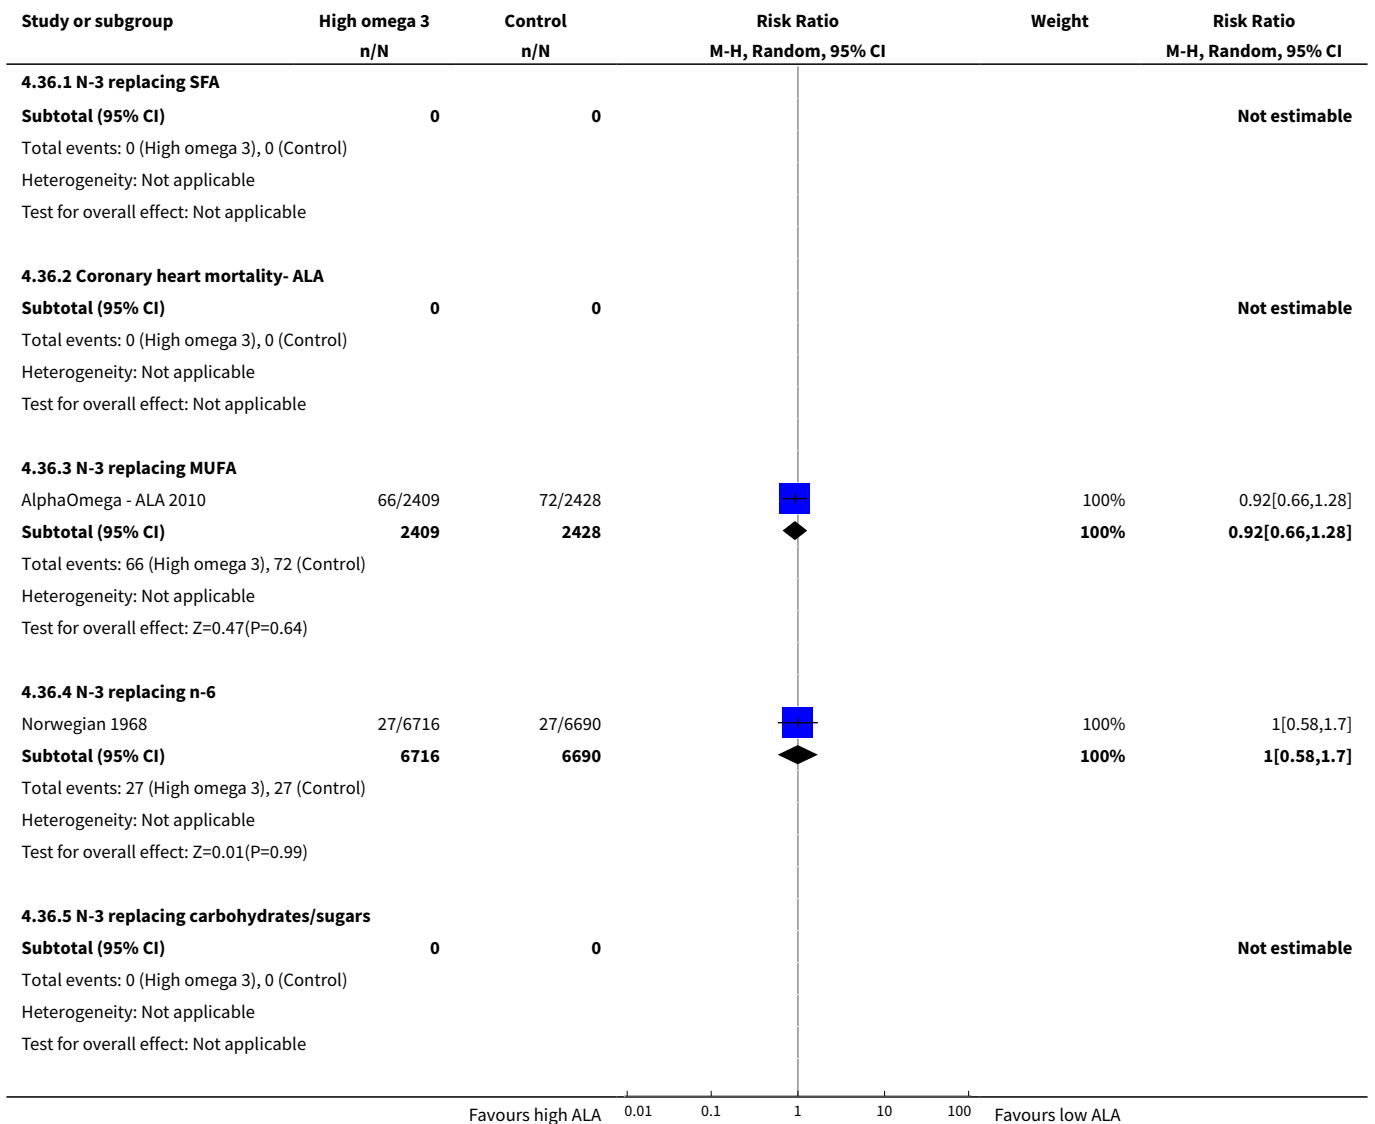 Study or subgroup High omega 3 Control Risk Ratio Weight Risk Ratio
n/N n/N M-H, Random, 95% CI M-H, Random, 95% CI
4.36.1 N-3 replacing SFA
Subtotal (95% CI) 0 0 Not estimable
Total events: 0 (High omega 3), 0 (Control)
Heterogeneity: Not applicable
Test for overall effect: Not applicable
4.36.2 Coronary heart mortality- ALA
Subtotal (95% CI) 0 0 Not estimable
Total events: 0 (High omega 3), 0 (Control)
Heterogeneity: Not applicable
Test for overall effect: Not applicable
4.36.3 N-3 replacing MUFA
AlphaOmega - ALA 2010 66/2409 72/2428 100% 0.92[0.66,1.28]
Subtotal (95% CI) 2409 2428 100% 0.92[0.66,1.28]
Total events: 66 (High omega 3), 72 (Control)
Heterogeneity: Not applicable
Test for overall effect: Z=0.47(P=0.64)
4.36.4 N-3 replacing n-6
Norwegian 1968 27/6716 27/6690 100% 1[0.58,1.7]
Subtotal (95% CI) 6716 6690 100% 1[0.58,1.7]
Total events: 27 (High omega 3), 27 (Control)
Heterogeneity: Not applicable
Test for overall effect: Z=0.01(P=0.99)
4.36.5 N-3 replacing carbohydrates/sugars
Subtotal (95% CI) 0 0 Not estimable
Total events: 0 (High omega 3), 0 (Control)
Heterogeneity: Not applicable
Test for overall effect: Not applicable
Favours high ALA 0.01 0.1 1 10 100 Favours low ALA